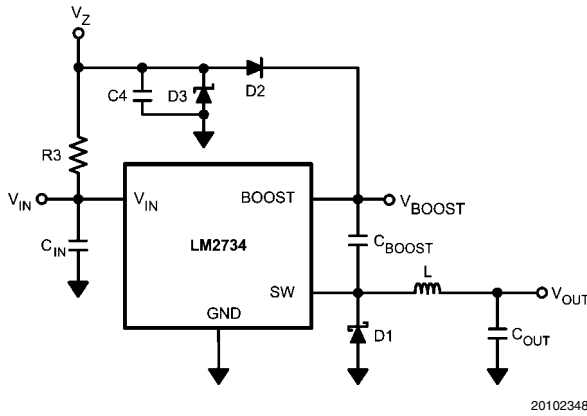 V_Z
C4
D3
D2
R3
V_IN
V_IN
BOOST
V_BOOST
C_IN
LM2734
C_BOOST
L
SW
V_OUT
GND
D1
C_OUT
20102348